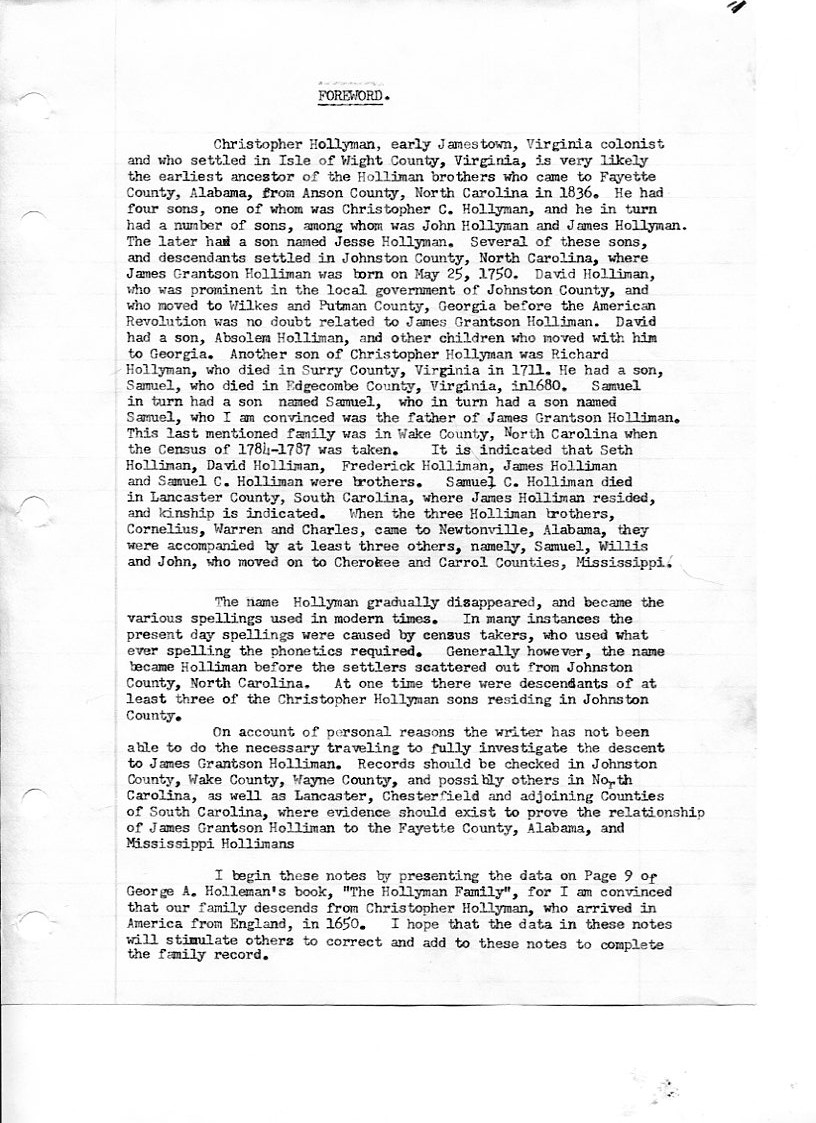 FOREWORD.
Christopher Hollyman, early Jamestown, Virginia colonist
and who settled in Isle of Wight County, Virginia, is very likely
the earliest ancestor of the Holliman brothers who came to Fayette
County, Alabama, from Anson County, North Carolina in 1836. He had
four sons, one of whom was Christopher C. Hollyman, and he in turn
had a number of sons, among whom was John Hollyman and James Hollyman.
The later had a son named Jesse Hollyman. Several of these sons,
and descendants settled in Johnston County, North Carolina, where
James Grantson Holliman was born on May 25, 1750. David Holliman,
who was prominent in the local government of Johnston County, and
who moved to Wilkes and Putman County, Georgia before the American
Revolution was no doubt related to James Grantson Holliman. David
had a son, Absolem Holliman, and other children who moved with him
to Georgia. Another son of Christopher Hollyman was Richard
Hollyman, who died in Surry County, Virginia in 1711. He had a son,
Samuel, who died in Edgecombe County, Virginia, in1680. Samuel
in turn had a son named Samuel, who in turn had a son named
Samuel, who I am convinced was the father of James Grantson Holliman.
This last mentioned family was in Wake County, North Carolina when
the Census of 1784-1787 was taken. It is indicated that Seth
Holliman, David Holliman, Frederick Holliman, James Holliman
and Samuel C. Holliman were brothers. Samuel C. Holliman died
in Lancaster County, South Carolina, where James Holliman resided,
and kinship is indicated. When the three Holliman brothers,
Cornelius, Warren and Charles, came to Newtonville, Alabama, they
were accompanied by at least three others, namely, Samuel, Willis
and John, who moved on to Cherokee and Carrol Counties, Mississippi.
The name Hollyman gradually disappeared, and became the
various spellings used in modern times. In many instances the
present day spellings were caused by census takers, who used what
ever spelling the phonetics required. Generally however, the name
became Holliman before the settlers scattered out from Johnston
County, North Carolina. At one time there were descendants of at
least three of the Christopher Hollyman sons residing in Johnston
County.
On account of personal reasons the writer has not been
able to do the necessary traveling to fully investigate the descent
to James Grantson Holliman. Records should be checked in Johnston
County, Wake County, Wayne County, and possibly others in North
Carolina, as well as Lancaster, Chesterfield and adjoining Counties
of South Carolina, where evidence should exist to prove the relationship
of James Grantson Holliman to the Fayette County, Alabama, and
Mississippi Hollimans
I begin these notes by presenting the data on Page 9 of
George A. Holleman's book, "The Hollyman Family", for I am convinced
that our family descends from Christopher Hollyman, who arrived in
America from England, in 1650. I hope that the data in these notes
will stimulate others to correct and add to these notes to complete
the family record.